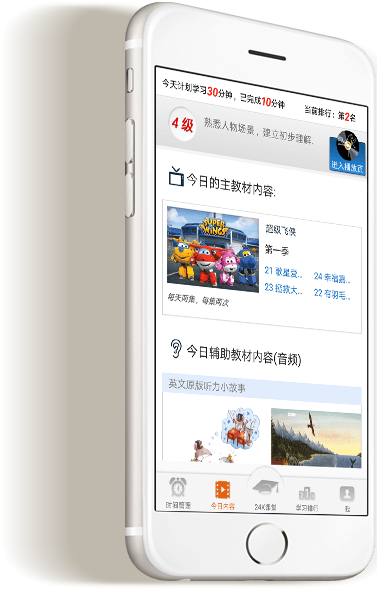 今天计划学习30分钟，已完成10分钟
当前排行：第2名
4 级
熟悉人物场景，建立初步理解.
进入播放页
今日的主教材内容:
SUPER WINGS
超级飞侠
第一季
21 歌星爱...
24 幸福嘉...
23 拯救大...
22 有羽毛...
每天两集，每集两次
今日辅助教材内容(音频)
英文原版听力小故事
时间管理
今日内容
24K课堂
学习排行
我